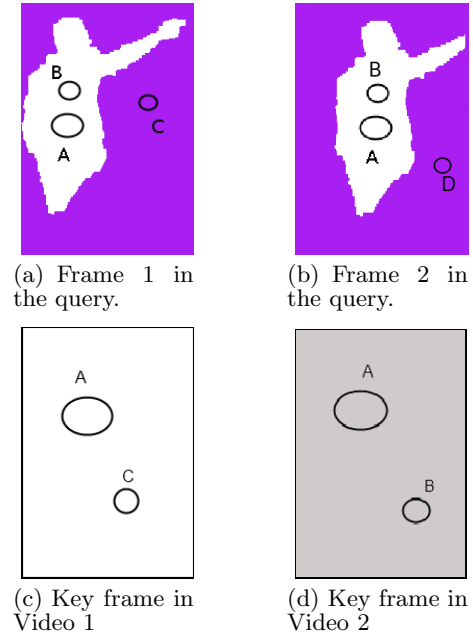 B
C
A
B
A
D
(a) Frame 1 in
the query.
(b) Frame 2 in
the query.
A
C
A
B
(c) Key frame in
Video 1
(d) Key frame in
Video 2